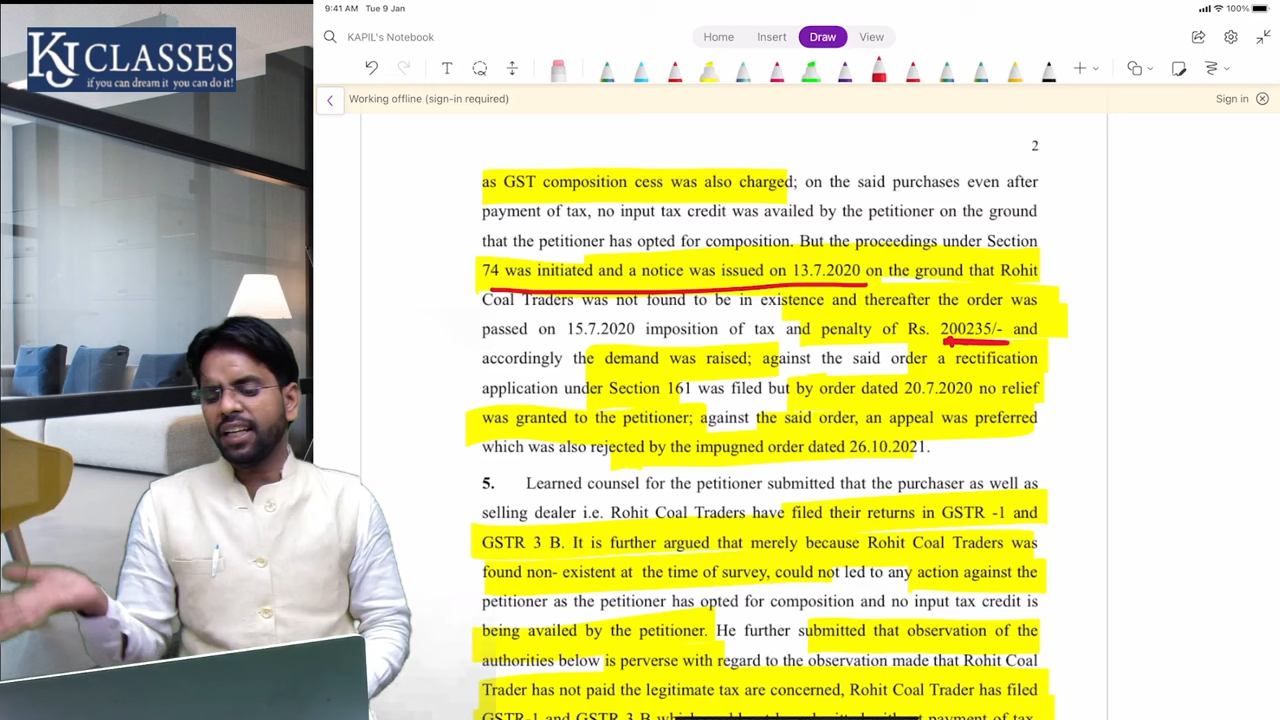 KJ CLASSES
if you can dream it you can do it!
9:41 AM Tue 9 Jan
100%
KAPIL's Notebook
Home
Insert
Draw
View
Working offline (sign-in required)
Sign in
2
as GST composition cess was also charged; on the said purchases even after
payment of tax, no input tax credit was availed by the petitioner on the ground
that the petitioner has opted for composition. But the proceedings under Section
74 was initiated and a notice was issued on 13.7.2020 on the ground that Rohit
Coal Traders was not found to be in existence and thereafter the order was
passed on 15.7.2020 imposition of tax and penalty of Rs. 200235/- and
accordingly the demand was raised; against the said order a rectification
application under Section 161 was filed but by order dated 20.7.2020 no relief
was granted to the petitioner; against the said order, an appeal was preferred
which was also rejected by the impugned order dated 26.10.2021.
5. Learned counsel for the petitioner submitted that the purchaser as well as
selling dealer i.e. Rohit Coal Traders have filed their returns in GSTR -1 and
GSTR 3 B. It is further argued that merely because Rohit Coal Traders was
found non- existent at the time of survey, could not led to any action against the
petitioner as the petitioner has opted for composition and no input tax credit is
being availed by the petitioner. He further submitted that observation of the
authorities below is perverse with regard to the observation made that Rohit Coal
Trader has not paid the legitimate tax are concerned, Rohit Coal Trader has filed
GSTR-1 and GSTR 3 B which could not be submitted without payment of tax.